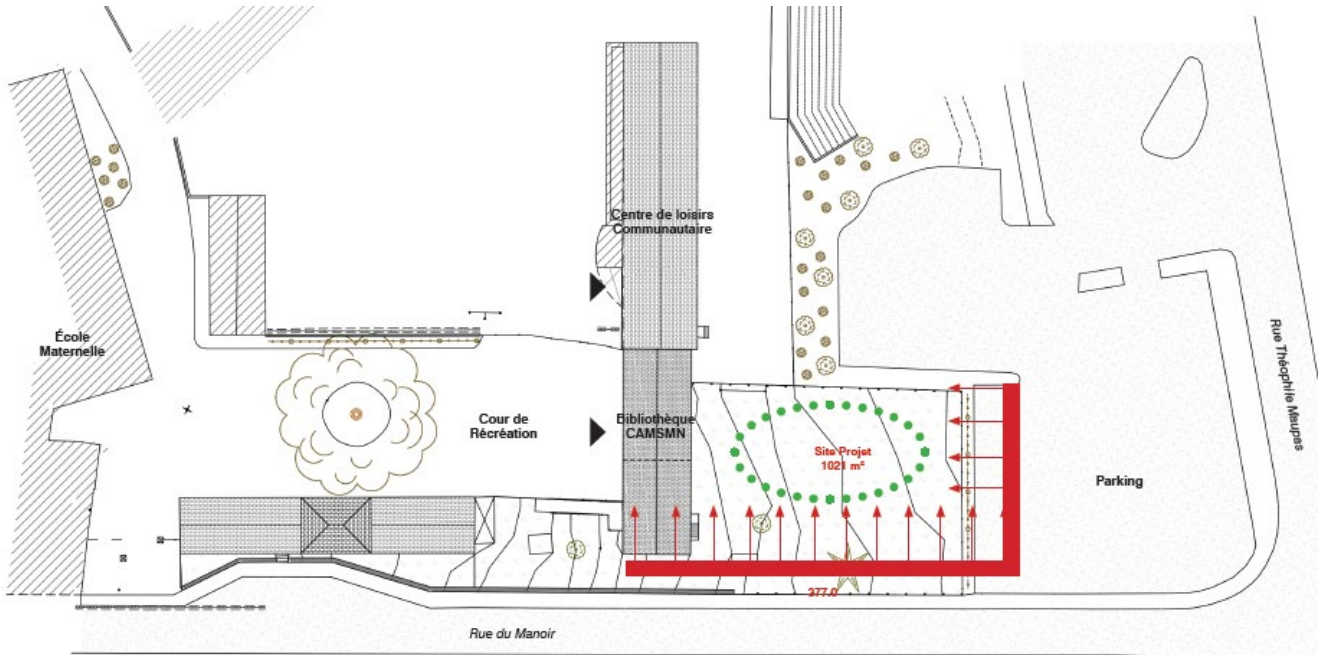 Centre de loisirs
Communautaire
École
Maternelle
Cour de
Récréation
Bibliothèque
CAMSMN
Site Projet
1021 m²
Parking
Rue Théophile Maupas
377.0
Rue du Manoir